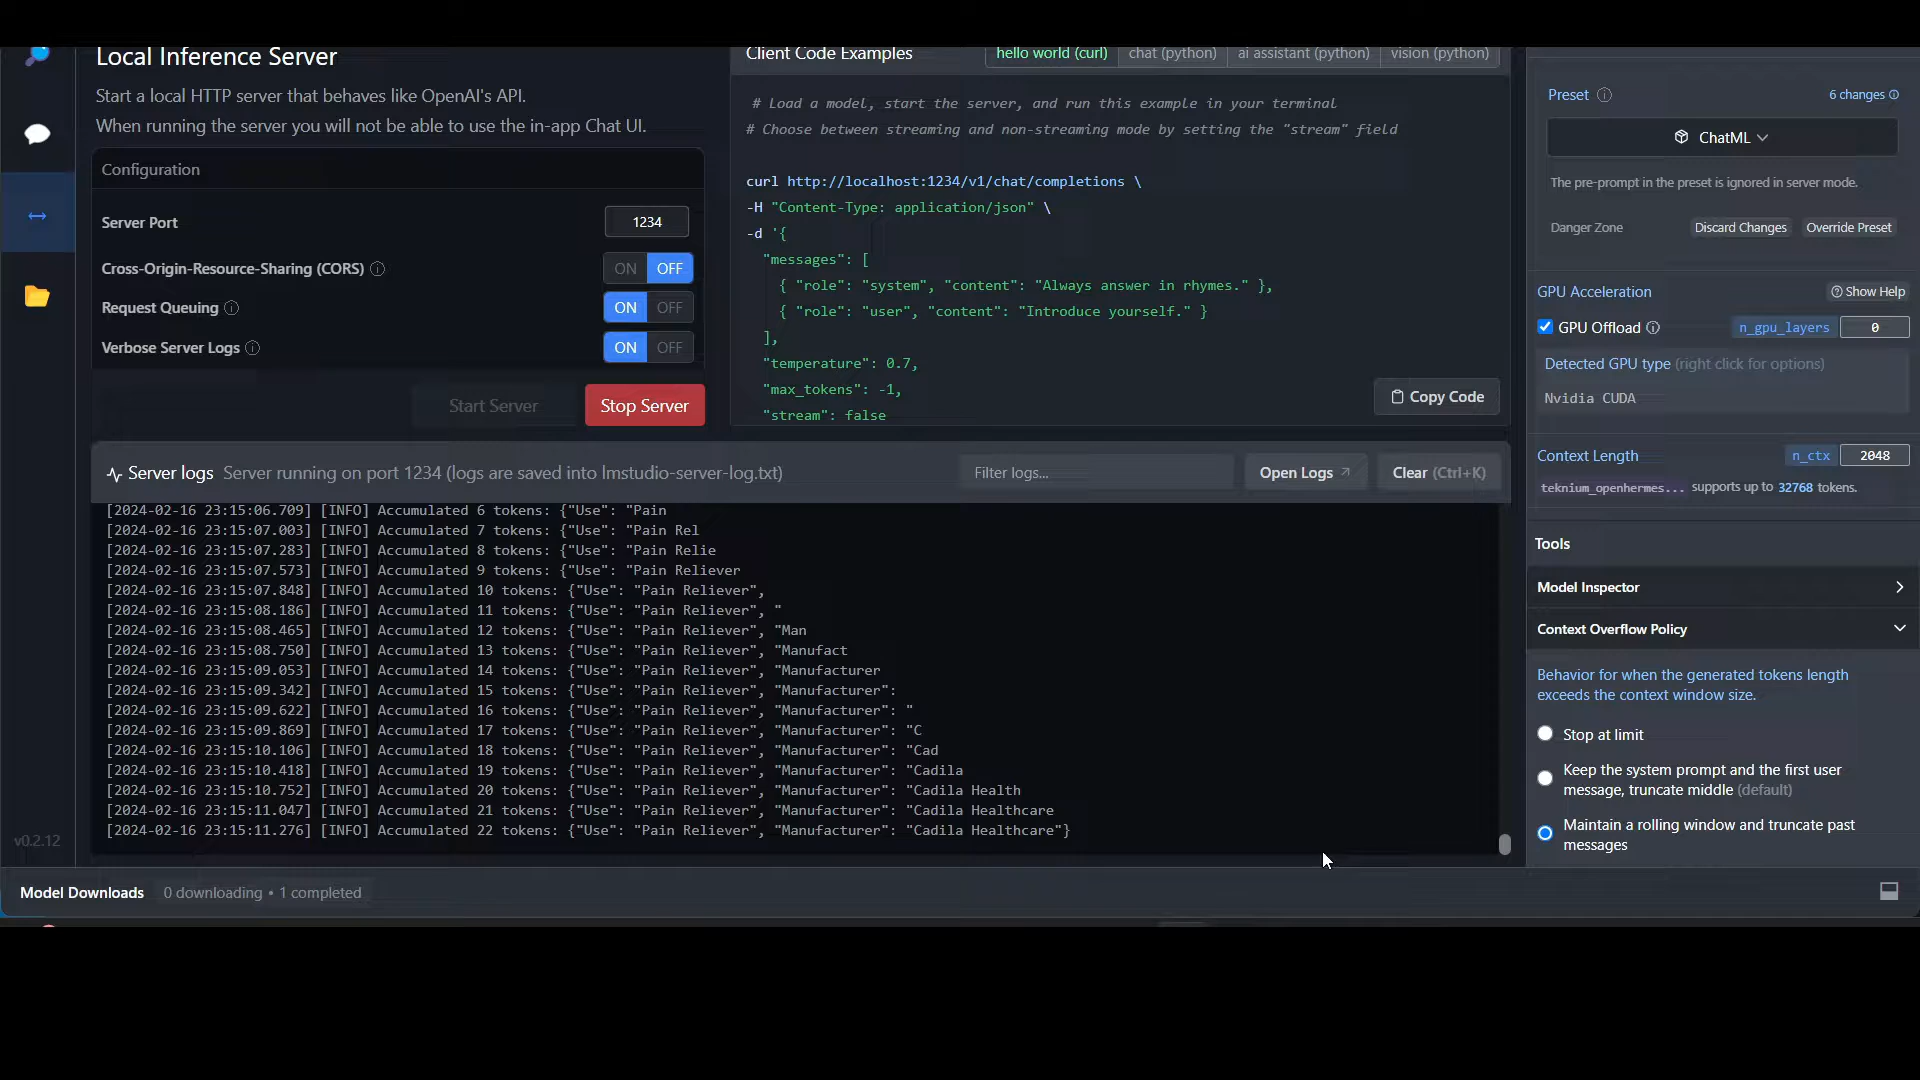 Local Inference Server
Start a local HTTP server that behaves like OpenAI's API.
When running the server you will not be able to use the in-app Chat UI.
Configuration
Server Port
1234
Cross-Origin-Resource-Sharing (CORS)
ON OFF
Request Queuing
ON OFF
Verbose Server Logs
ON OFF
Start Server
Stop Server
Client Code Examples
hello world (curl)
chat (python)
ai assistant (python)
vision (python)
# Load a model, start the server, and run this example in your terminal
# Choose between streaming and non-streaming mode by setting the "stream" field
curl http://localhost:1234/v1/chat/completions \
-H "Content-Type: application/json" \
-d '{
"messages": [
{ "role": "system", "content": "Always answer in rhymes." },
{ "role": "user", "content": "Introduce yourself." }
],
"temperature": 0.7,
"max_tokens": -1,
"stream": false
Copy Code
Server logs Server running on port 1234 (logs are saved into lmstudio-server-log.txt)
Filter logs...
Open Logs
Clear (Ctrl+K)
[2024-02-16 23:15:06.709] [INFO] Accumulated 6 tokens: {"Use": "Pain
[2024-02-16 23:15:07.003] [INFO] Accumulated 7 tokens: {"Use": "Pain Rel
[2024-02-16 23:15:07.283] [INFO] Accumulated 8 tokens: {"Use": "Pain Relie
[2024-02-16 23:15:07.573] [INFO] Accumulated 9 tokens: {"Use": "Pain Reliever
[2024-02-16 23:15:07.848] [INFO] Accumulated 10 tokens: {"Use": "Pain Reliever",
[2024-02-16 23:15:08.186] [INFO] Accumulated 11 tokens: {"Use": "Pain Reliever", "
[2024-02-16 23:15:08.465] [INFO] Accumulated 12 tokens: {"Use": "Pain Reliever", "Man
[2024-02-16 23:15:08.750] [INFO] Accumulated 13 tokens: {"Use": "Pain Reliever", "Manufact
[2024-02-16 23:15:09.053] [INFO] Accumulated 14 tokens: {"Use": "Pain Reliever", "Manufacturer
[2024-02-16 23:15:09.342] [INFO] Accumulated 15 tokens: {"Use": "Pain Reliever", "Manufacturer":
[2024-02-16 23:15:09.622] [INFO] Accumulated 16 tokens: {"Use": "Pain Reliever", "Manufacturer": "
[2024-02-16 23:15:09.869] [INFO] Accumulated 17 tokens: {"Use": "Pain Reliever", "Manufacturer": "C
[2024-02-16 23:15:10.106] [INFO] Accumulated 18 tokens: {"Use": "Pain Reliever", "Manufacturer": "Cad
[2024-02-16 23:15:10.418] [INFO] Accumulated 19 tokens: {"Use": "Pain Reliever", "Manufacturer": "Cadila
[2024-02-16 23:15:10.752] [INFO] Accumulated 20 tokens: {"Use": "Pain Reliever", "Manufacturer": "Cadila Health
[2024-02-16 23:15:11.047] [INFO] Accumulated 21 tokens: {"Use": "Pain Reliever", "Manufacturer": "Cadila Healthcare
[2024-02-16 23:15:11.276] [INFO] Accumulated 22 tokens: {"Use": "Pain Reliever", "Manufacturer": "Cadila Healthcare"}
v0.2.12
Model Downloads 0 downloading • 1 completed
Preset
6 changes
ChatML
The pre-prompt in the preset is ignored in server mode.
Danger Zone
Discard Changes
Override Preset
GPU Acceleration
Show Help
GPU Offload
n_gpu_layers
0
Detected GPU type (right click for options)
Nvidia CUDA
Context Length
n_ctx
2048
teknium_openhermes... supports up to 32768 tokens.
Tools
Model Inspector
Context Overflow Policy
Behavior for when the generated tokens length
exceeds the context window size.
Stop at limit
Keep the system prompt and the first user
message, truncate middle (default)
Maintain a rolling window and truncate past
messages